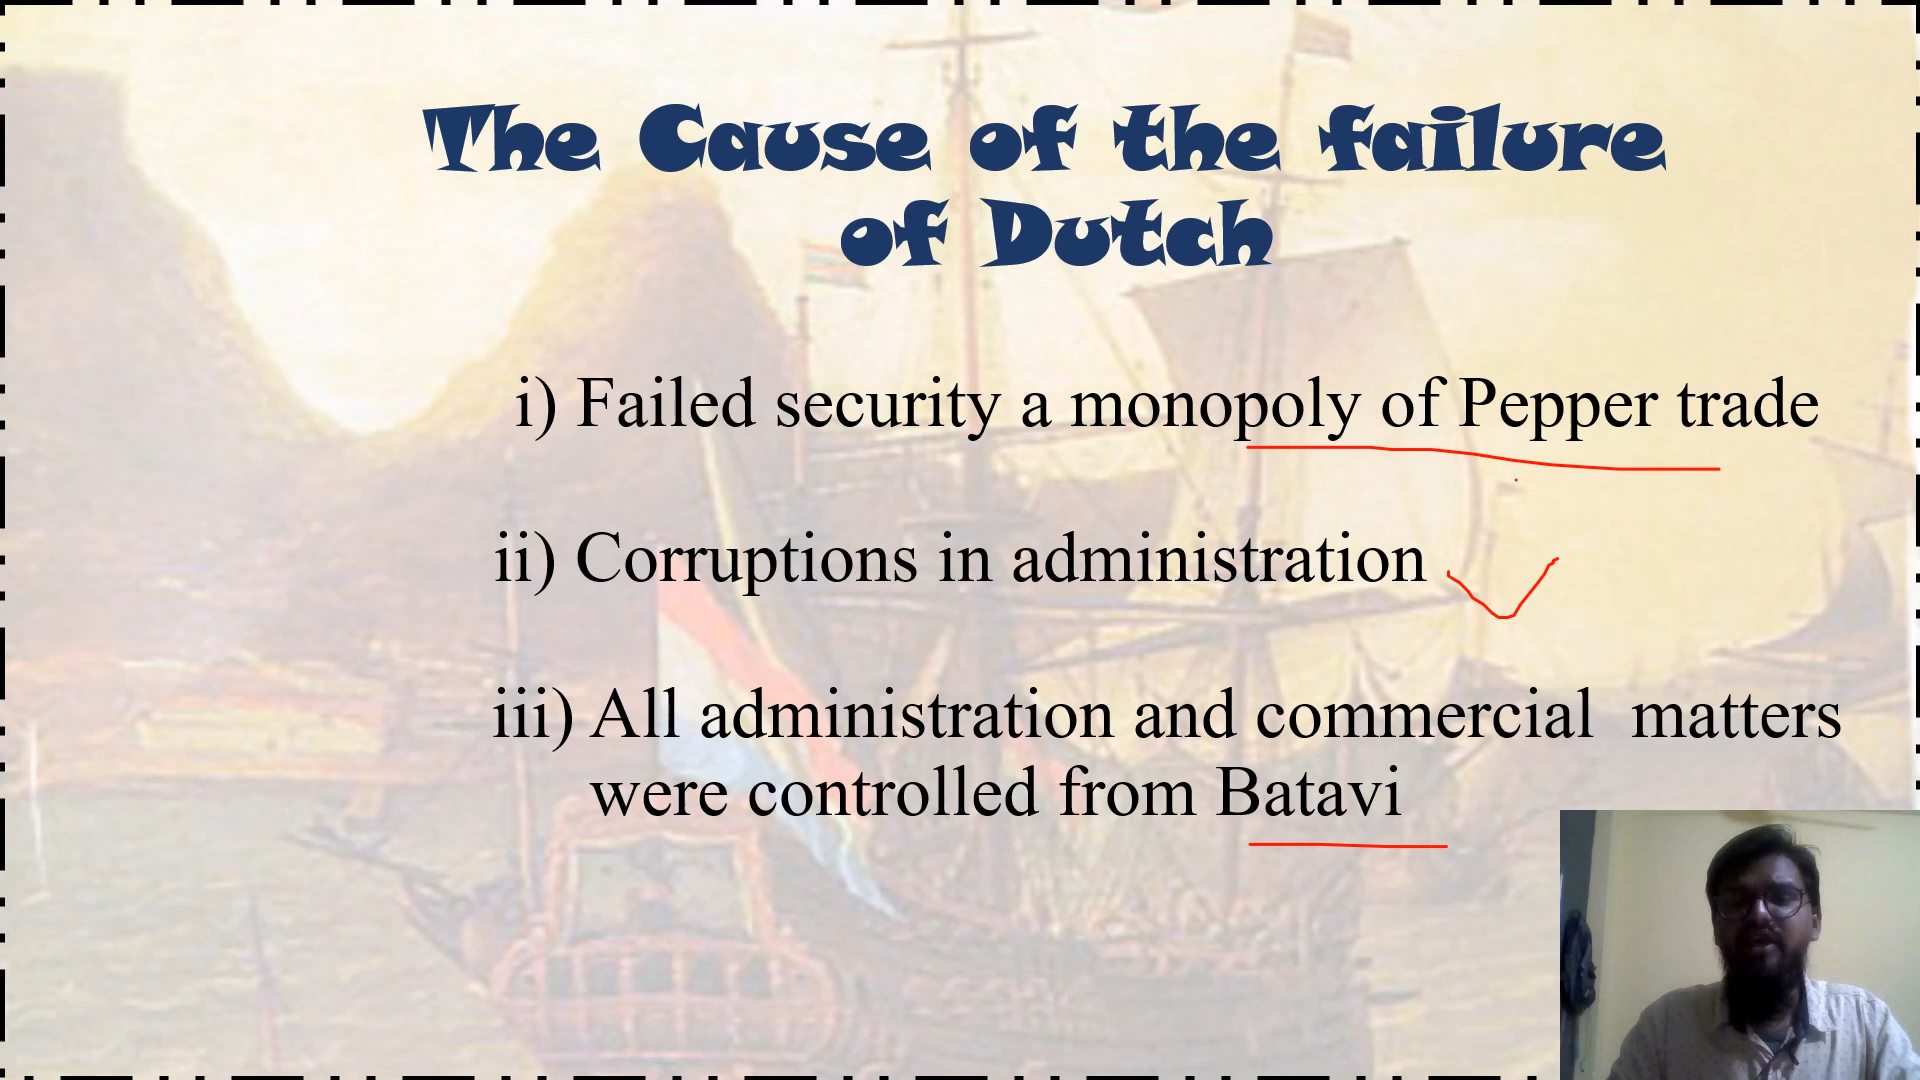 The Cause of the failure
of Dutch
i) Failed security a monopoly of Pepper trade
ii) Corruptions in administration
iii) All administration and commercial matters
were controlled from Batavi